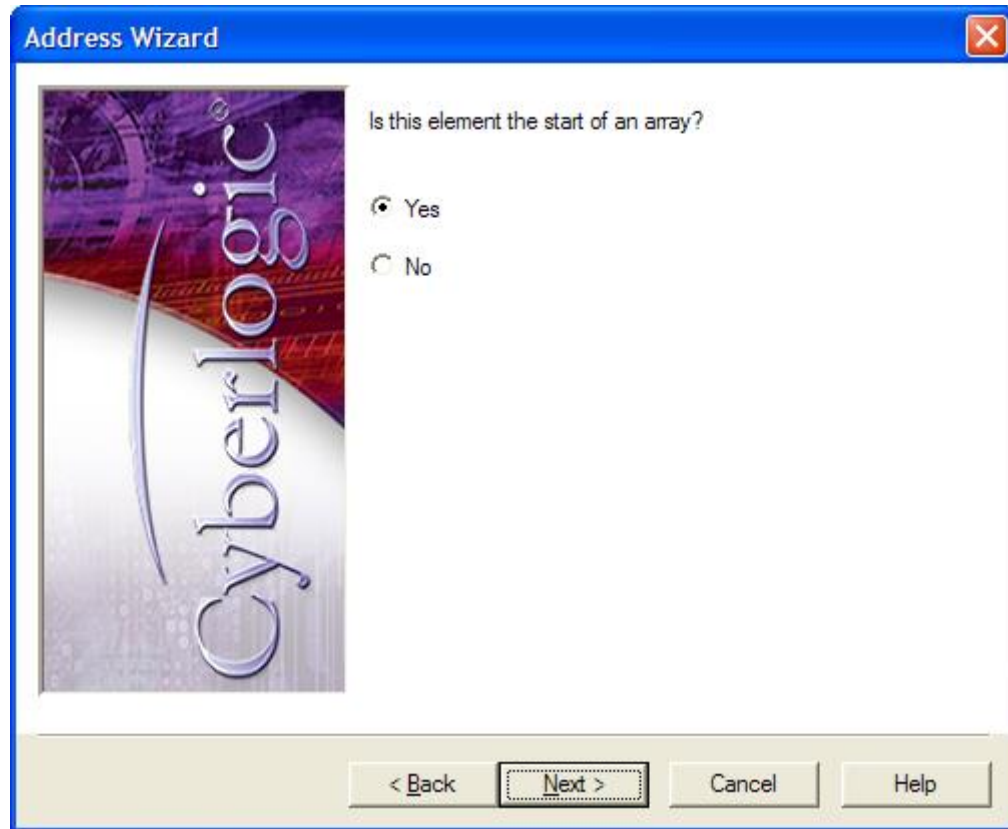 Address Wizard
Cyberlogic®
Is this element the start of an array?
Yes
No
< Back
Next >
Cancel
Help